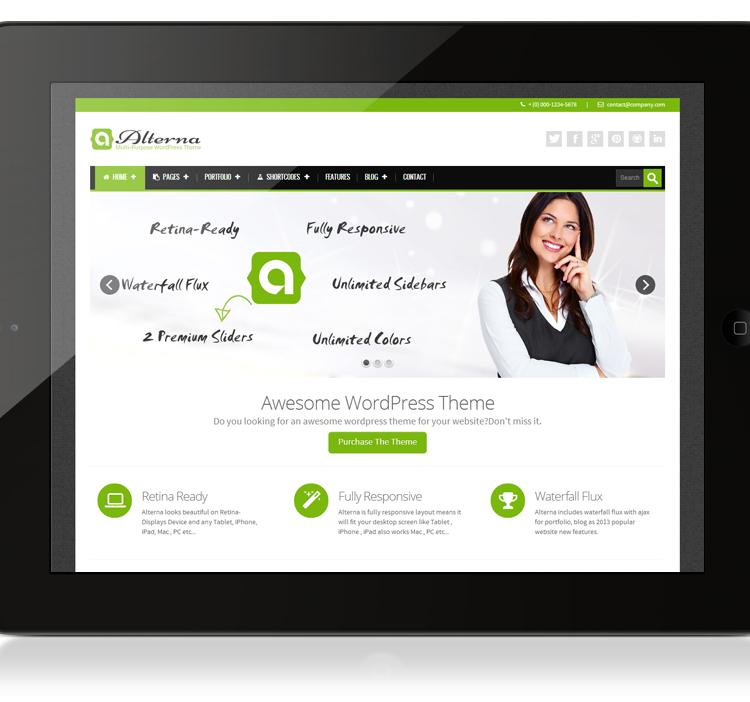 + (0) 000-1234-5678 | contact@company.com
a Alterna
Multi-Purpose WordPress Theme
HOME + PAGES + PORTFOLIO + SHORTCODES + FEATURES BLOG + CONTACT Search
Retina-Ready Fully Responsive
a
Waterfall Flux Unlimited Sidebars
2 Premium Sliders Unlimited Colors
Awesome WordPress Theme
Do you looking for an awesome wordpress theme for your website?Don't miss it.
Purchase The Theme
Retina Ready
Alterna looks beautiful on Retina-
Displays Device and any Tablet, iPhone,
iPad, Mac , PC etc...
Fully Responsive
Alterna is fully responsive layout means it
will fit your desktop screen like Tablet ,
iPhone , iPad also works Mac , PC etc...
Waterfall Flux
Alterna includes waterfall flux with ajax
for portfolio, blog as 2013 popular
website new features.